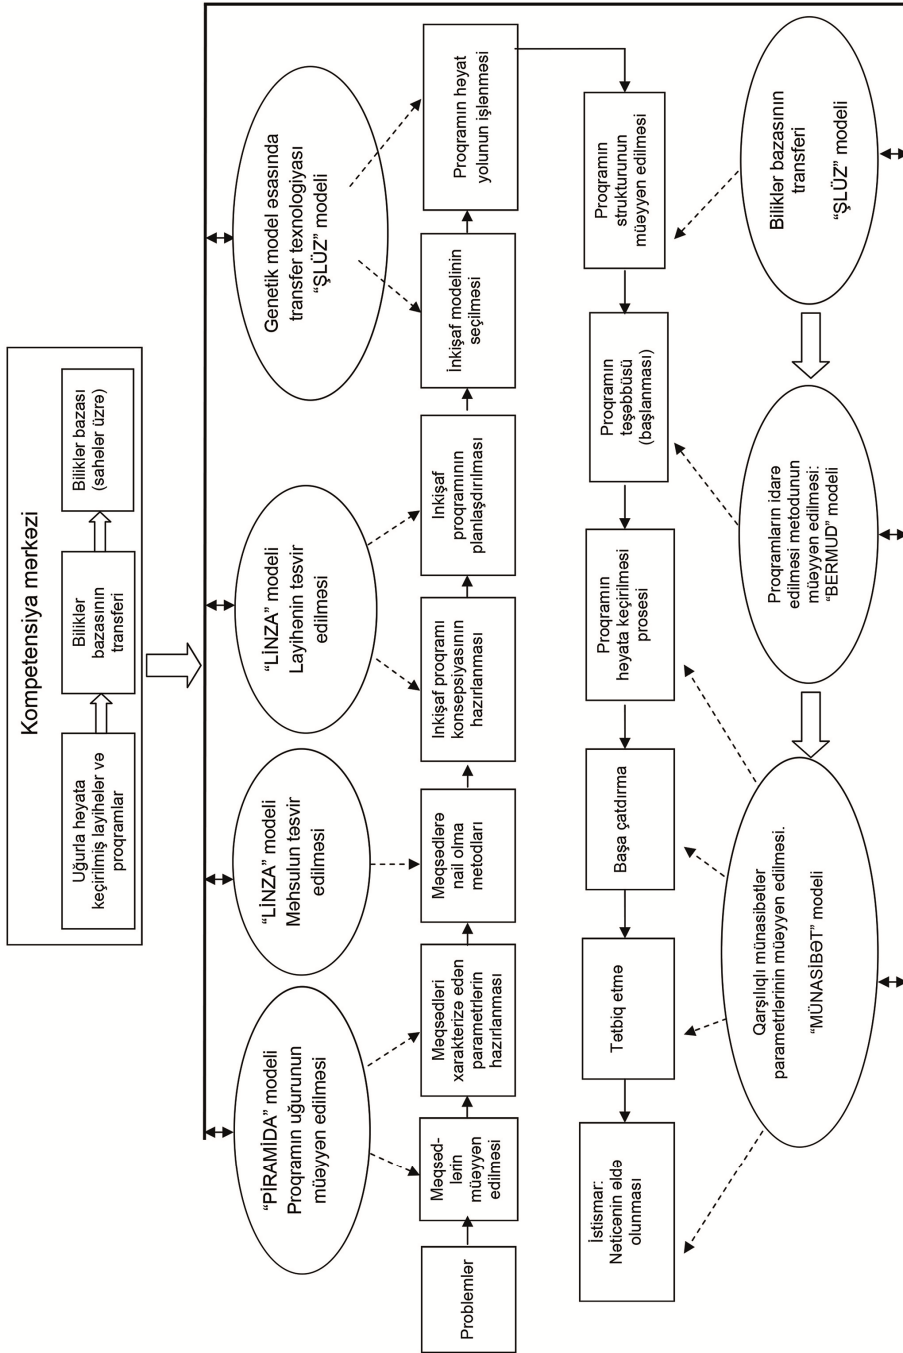 Kompetensiya mərkəzi
Uğurla həyata
keçirilmiş layihələr və
proqramlar
Biliklər
bazasının
transferi
Biliklər bazası
(sahələr üzrə)
“PİRAMİDA” modeli
Proqramın uğurunun
müəyyən edilməsi
“LİNZA” modeli
Məhsulun təsvir
edilməsi
“LİNZA” modeli
Layihənin təsvir
edilməsi
Genetik model əsasında
transfer texnologiyası
“ŞLÜZ” modeli
Problemlər
Məqsəd-
lərin
müəyyən
edilməsi
Məqsədləri
xarakterizə edən
parametrlərin
hazırlanması
Məqsədlərə
nail olma
metodları
Inkişaf proqramı
konsepsiyasının
hazırlanması
Inkişaf
proqramının
planlaşdırılması
İnkişaf modelinin
seçilməsi
Proqramın həyat
yolunun işlənməsi
İstismar:
Nəticənin əldə
olunması
Tətbiq etmə
Başa çatdırma
Proqramın
həyata keçirilməsi
prosesi
Proqramın
təşəbbüsü
(başlanması)
Proqramın
strukturunun
müəyyən edilməsi
Qarşılıqlı münasibətlər
parametrlərinin müəyyən edilməsi.
“MÜNASİBƏT” modeli
Proqramların idarə
edilməsi metodunun
müəyyən edilməsi:
“BERMUD” modeli
Biliklər bazasının
transferi
“ŞLÜZ” modeli